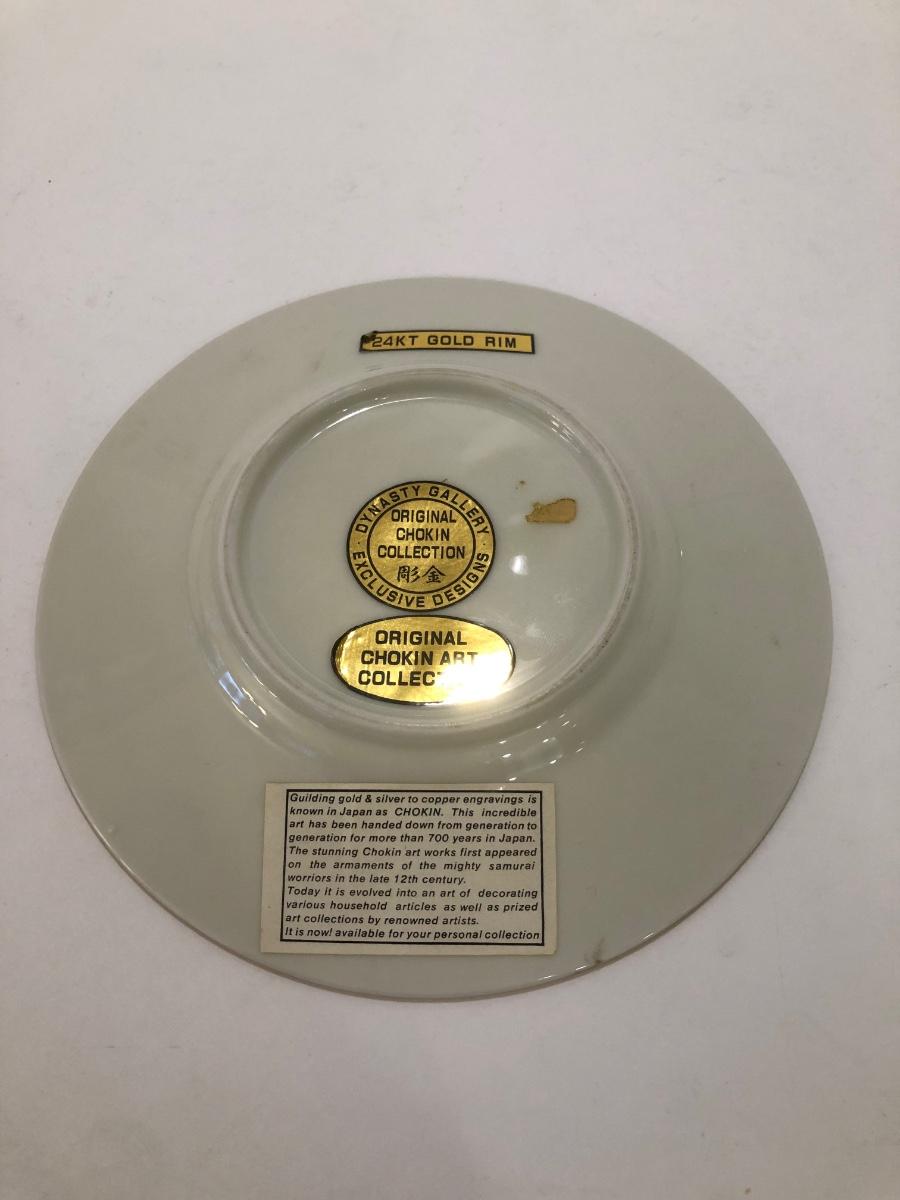 24KT GOLD RIM
DYNASTY GALLERY
ORIGINAL
CHOKIN
COLLECTION
彫金
EXCLUSIVE DESIGNS
ORIGINAL
CHOKIN ART
Guilding gold & silver to copper engravings is
known in Japan as CHOKIN. This incredible
art has been handed down from generation to
generation for more than 700 years in Japan.
The stunning Chokin art works first appeared
on the armaments of the mighty samurai
worriors in the late 12th century.
Today it is evolved into an art of decorating
various household articles as well as prized
art collections by renowned artists.
It is now! available for your personal collection